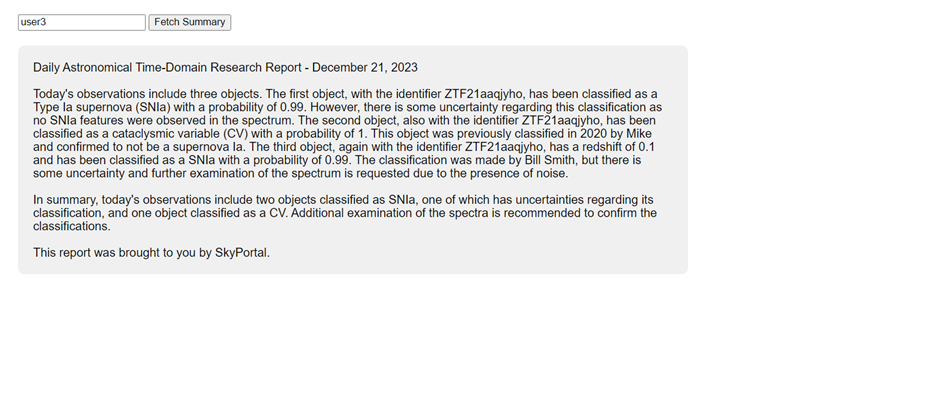 user3 Fetch Summary
Daily Astronomical Time-Domain Research Report - December 21, 2023
Today's observations include three objects. The first object, with the identifier ZTF21aaqjyho, has been classified as a
Type Ia supernova (SNIa) with a probability of 0.99. However, there is some uncertainty regarding this classification as
no SNIa features were observed in the spectrum. The second object, also with the identifier ZTF21aaqjyho, has been
classified as a cataclysmic variable (CV) with a probability of 1. This object was previously classified in 2020 by Mike
and confirmed to not be a supernova Ia. The third object, again with the identifier ZTF21aaqjyho, has a redshift of 0.1
and has been classified as a SNIa with a probability of 0.99. The classification was made by Bill Smith, but there is
some uncertainty and further examination of the spectrum is requested due to the presence of noise.
In summary, today's observations include two objects classified as SNIa, one of which has uncertainties regarding its
classification, and one object classified as a CV. Additional examination of the spectra is recommended to confirm the
classifications.
This report was brought to you by SkyPortal.